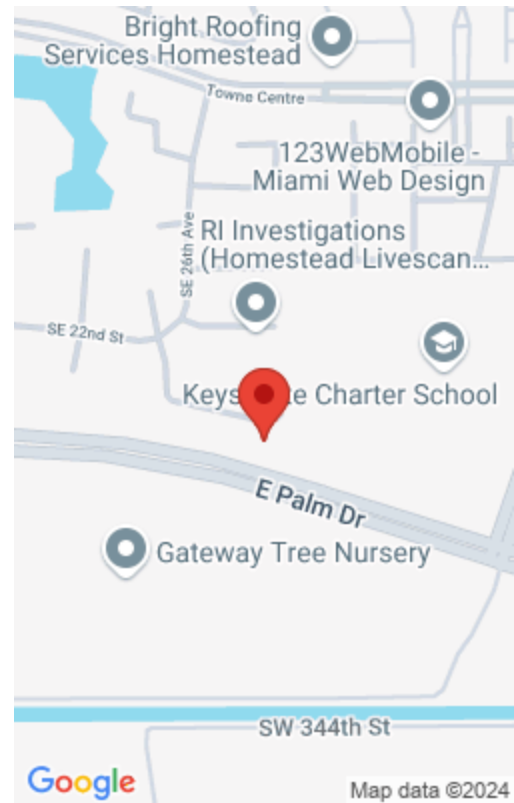 Bright Roofing
Services Homestead
Towne Centre
123WebMobile -
Miami Web Design
RI Investigations
(Homestead Livescan...
SE 26th Ave
SE 22nd St
Keys e Charter School
E Palm Dr
Gateway Tree Nursery
SW 344th St
Google
Map data ©2024